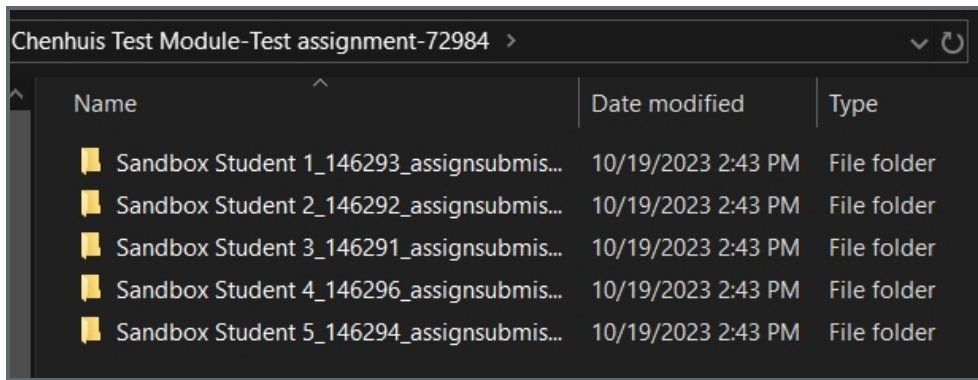 Chenhuis Test Module-Test assignment-72984
Name Date modified Type
Sandbox Student 1_146293_assignsubmis... 10/19/2023 2:43 PM File folder
Sandbox Student 2_146292_assignsubmis... 10/19/2023 2:43 PM File folder
Sandbox Student 3_146291_assignsubmis... 10/19/2023 2:43 PM File folder
Sandbox Student 4_146296_assignsubmis... 10/19/2023 2:43 PM File folder
Sandbox Student 5_146294_assignsubmis... 10/19/2023 2:43 PM File folder